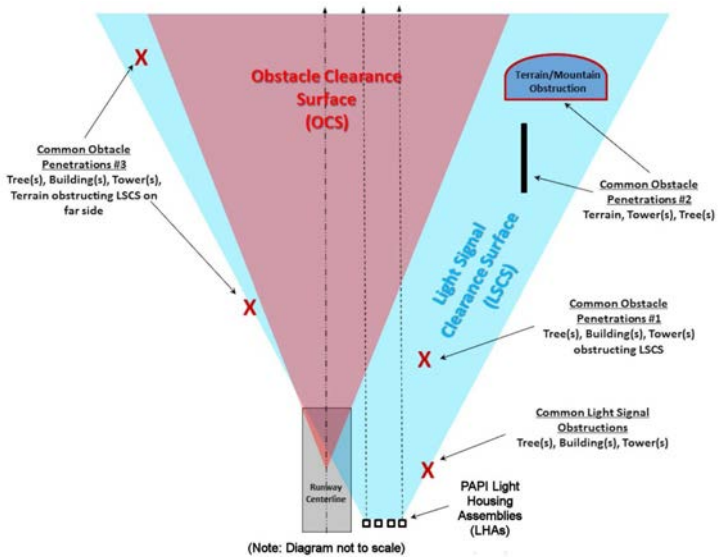 Obstacle Clearance
Surface
(OCS)
Terrain/Mountain
Obstruction
Common Obtacle
Penetrations #3
Tree(s), Building(s), Tower(s),
Terrain obstructing LSCS on
far side
Common Obstacle
Penetrations #2
Terrain, Tower(s), Tree(s)
Light Signal
Clearance Surface
(LSCS)
Common Obstacle
Penetrations #1
Tree(s), Building(s), Tower(s)
obstructing LSCS
Common Light Signal
Obstructions
Tree(s), Building(s), Tower(s)
X
X
X
X
Runway
Centerline
PAPI Light
Housing
Assemblies
(LHAs)
(Note: Diagram not to scale)